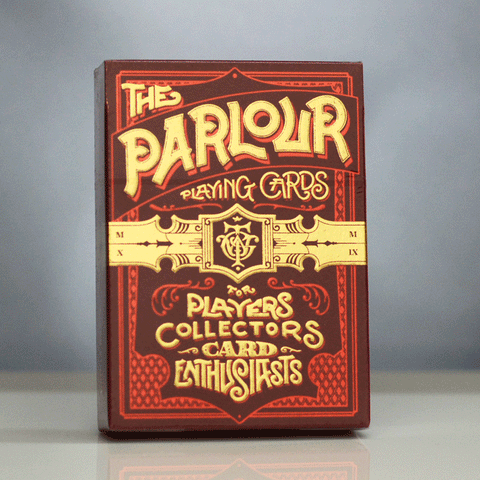 THE
PARLOUR
PLAYING CARDS
M M
X IX
FOR
PLAYERS
COLLECTORS
CARD
ENTHUSIASTS